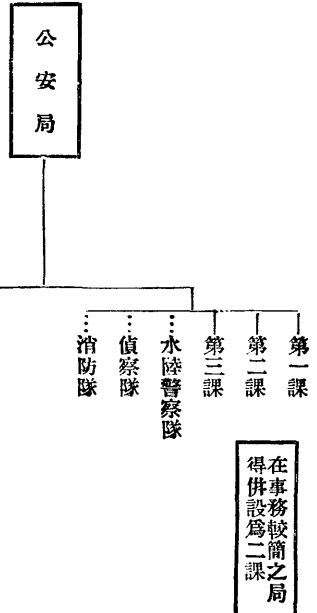 公安局
第一課
第二課
第三課
水陸警察隊
偵察隊
消防隊
在事務較簡之局
得併設爲二課